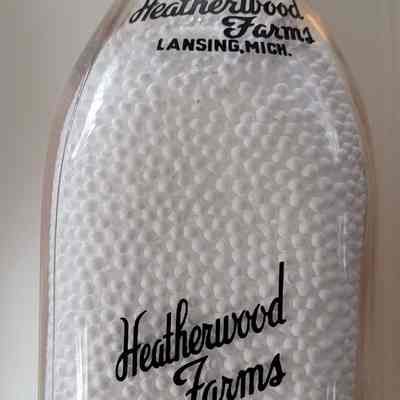 Heatherwood
Farms
LANSING, MICH.
Heatherwood
Farms